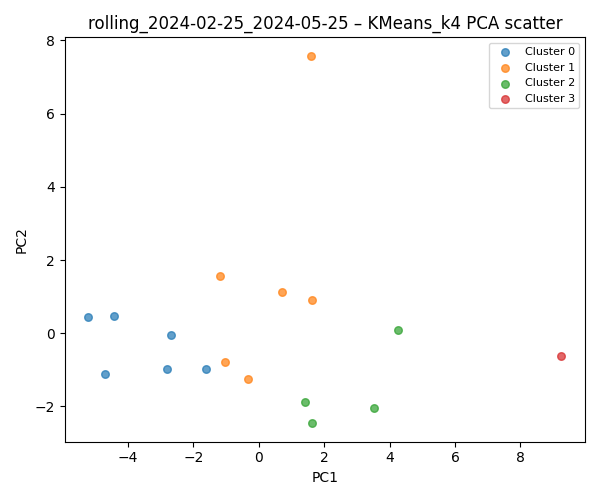 rolling_2024-02-25_2024-05-25 – KMeans_k4 PCA scatter
8
6
4
2
0
−2
PC2
Cluster 0
Cluster 1
Cluster 2
Cluster 3
−4 −2 0 2 4 6 8
PC1